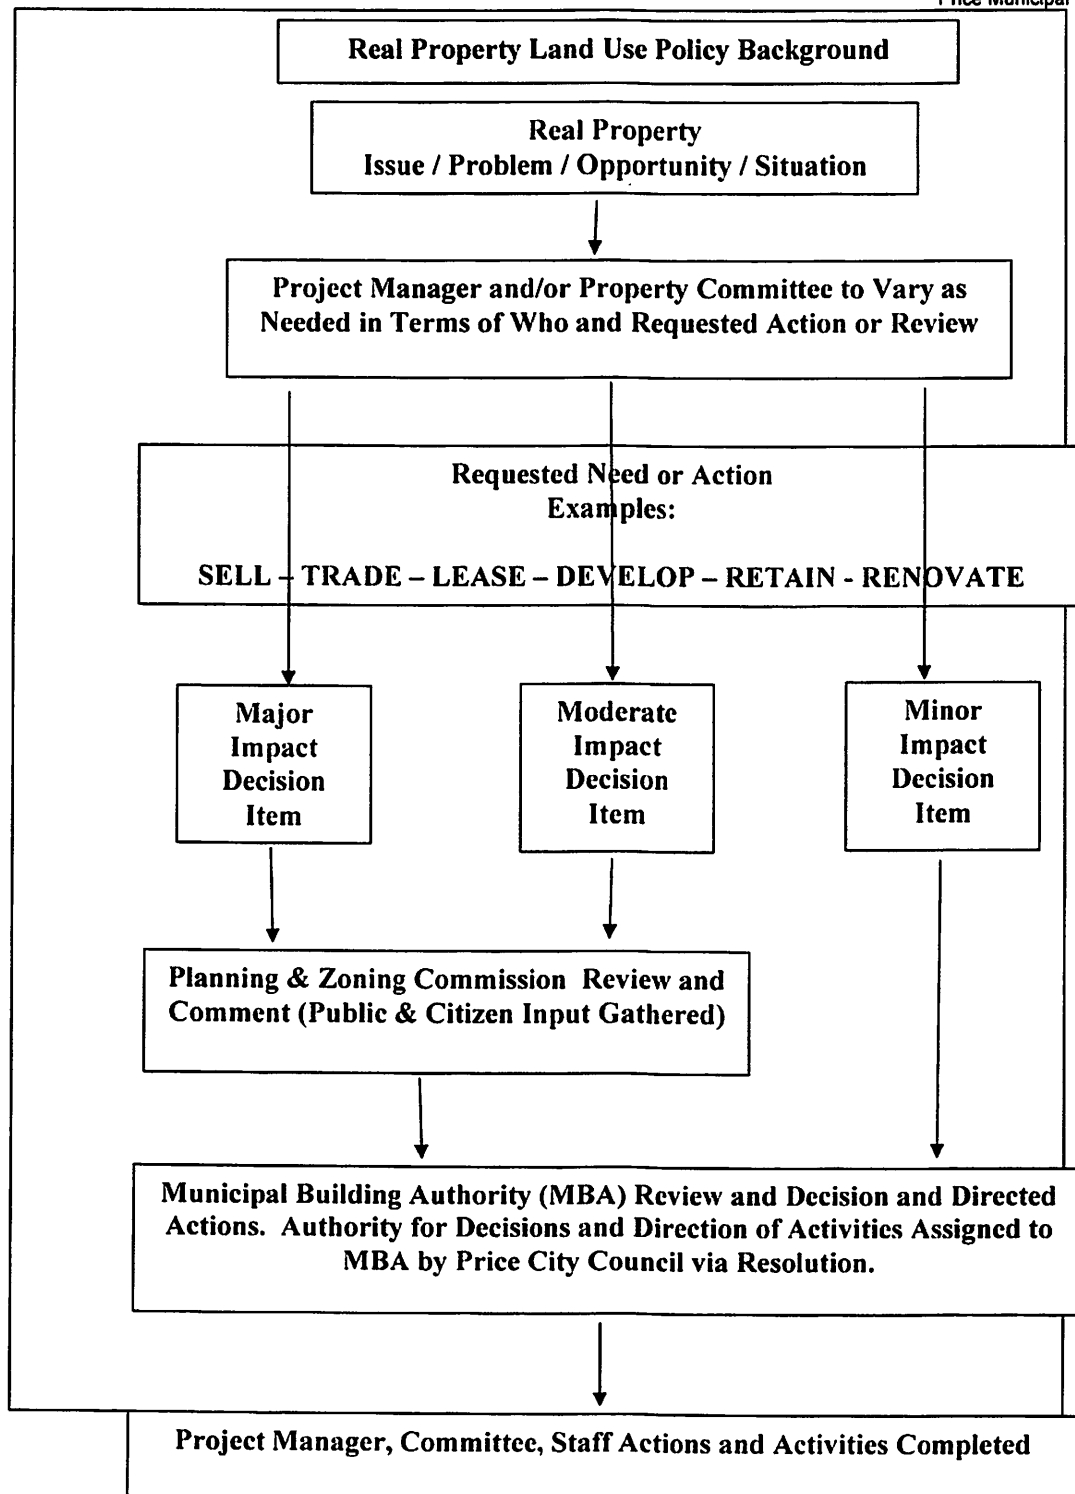 Price Municipal
Real Property Land Use Policy Background
Real Property
Issue / Problem / Opportunity / Situation
Project Manager and/or Property Committee to Vary as
Needed in Terms of Who and Requested Action or Review
Requested Need or Action
Examples:
SELL – TRADE – LEASE – DEVELOP – RETAIN - RENOVATE
Major
Impact
Decision
Item
Moderate
Impact
Decision
Item
Minor
Impact
Decision
Item
Planning & Zoning Commission Review and
Comment (Public & Citizen Input Gathered)
Municipal Building Authority (MBA) Review and Decision and Directed
Actions. Authority for Decisions and Direction of Activities Assigned to
MBA by Price City Council via Resolution.
Project Manager, Committee, Staff Actions and Activities Completed